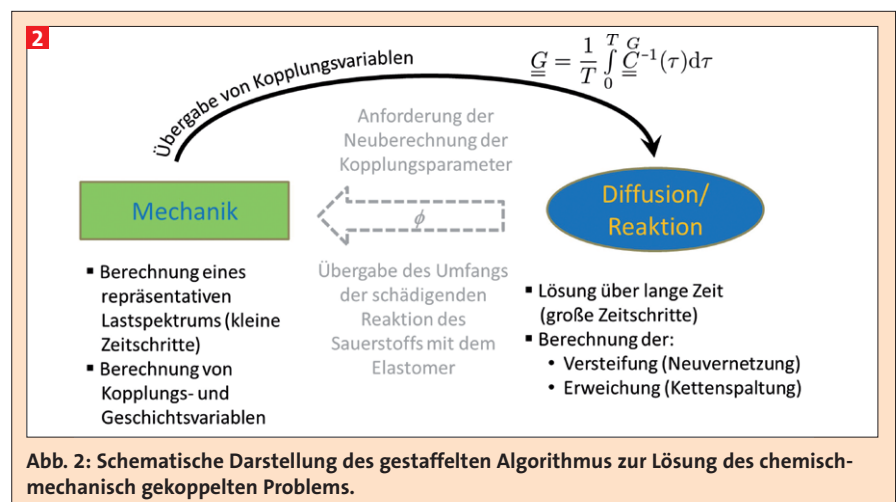 2
Übergabe von Kopplungsvariablen
G = 1/T ∫₀ᵀ C^G⁻¹(τ)dτ
Anforderung der
Neuberechnung der
Kopplungsparameter
Mechanik
ϕ
Diffusion/
Reaktion
▪ Berechnung eines
repräsentativen
Lastspektrums (kleine
Zeitschritte)
▪ Berechnung von
Kopplungs- und
Geschichtsvariablen
Übergabe des Umfangs
der schädigenden
Reaktion des
Sauerstoffs mit dem
Elastomer
▪ Lösung über lange Zeit
(große Zeitschritte)
▪ Berechnung der:
• Versteifung (Neuvernetzung)
• Erweichung (Kettenspaltung)
Abb. 2: Schematische Darstellung des gestaffelten Algorithmus zur Lösung des chemisch-
mechanisch gekoppelten Problems.